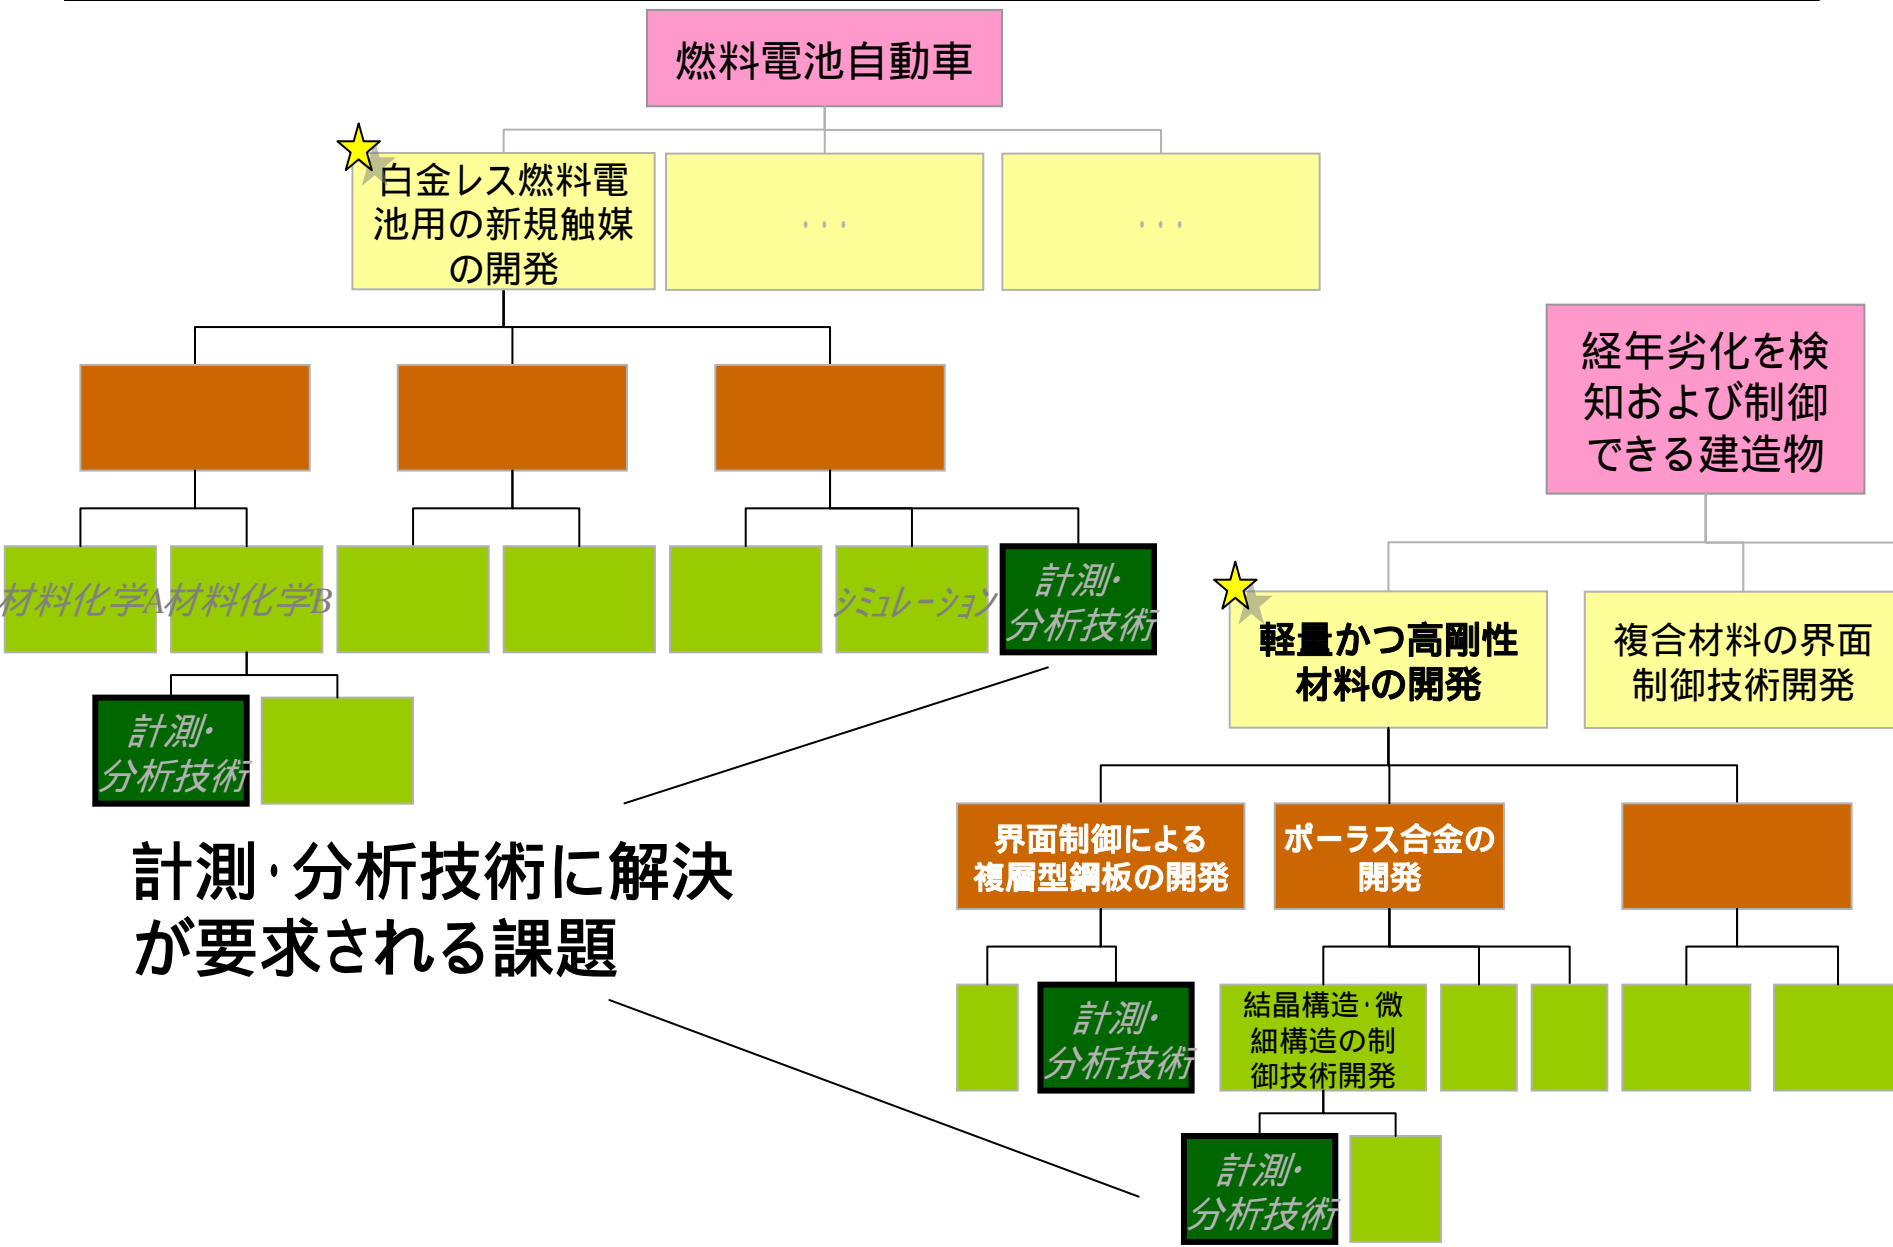 燃料電池自動車
白金レス燃料電
池用の新規触媒
の開発
・・・
・・・
経年劣化を検
知および制御
できる建造物
材料化学A
材料化学B
シミュレーション
計測・
分析技術
軽量かつ高剛性
材料の開発
複合材料の界面
制御技術開発
計測・
分析技術
計測・分析技術に解決
が要求される課題
界面制御による
複層型鋼板の開発
ポーラス合金の
開発
計測・
分析技術
結晶構造・微
細構造の制
御技術開発
計測・
分析技術